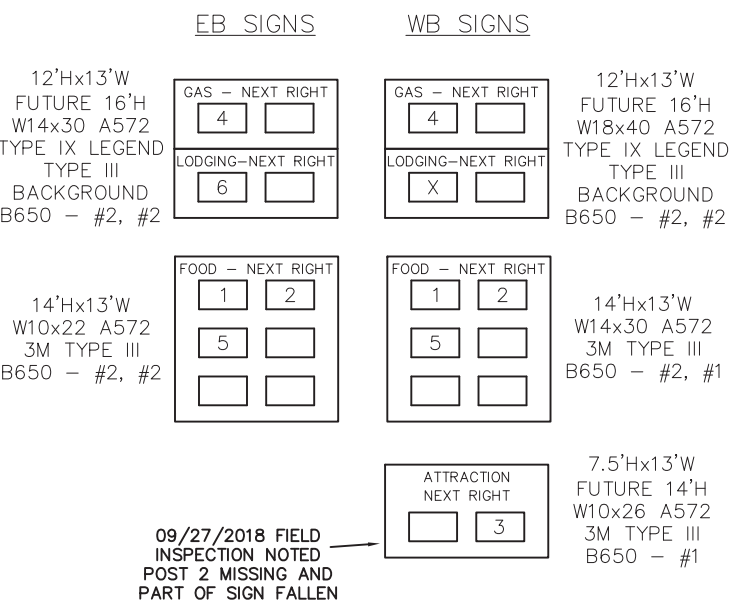 EB SIGNS
WB SIGNS
12'Hx13'W
FUTURE 16'H
W14x30 A572
TYPE IX LEGEND
TYPE III
BACKGROUND
B650 – #2, #2
GAS – NEXT RIGHT
4
LODGING–NEXT RIGHT
6
GAS – NEXT RIGHT
4
LODGING–NEXT RIGHT
X
12'Hx13'W
FUTURE 16'H
W18x40 A572
TYPE IX LEGEND
TYPE III
BACKGROUND
B650 – #2, #2
14'Hx13'W
W10x22 A572
3M TYPE III
B650 – #2, #2
FOOD – NEXT RIGHT
1 2
5
FOOD – NEXT RIGHT
1 2
5
14'Hx13'W
W14x30 A572
3M TYPE III
B650 – #2, #1
ATTRACTION
NEXT RIGHT
3
7.5'Hx13'W
FUTURE 14'H
W10x26 A572
3M TYPE III
B650 – #1
09/27/2018 FIELD
INSPECTION NOTED
POST 2 MISSING AND
PART OF SIGN FALLEN